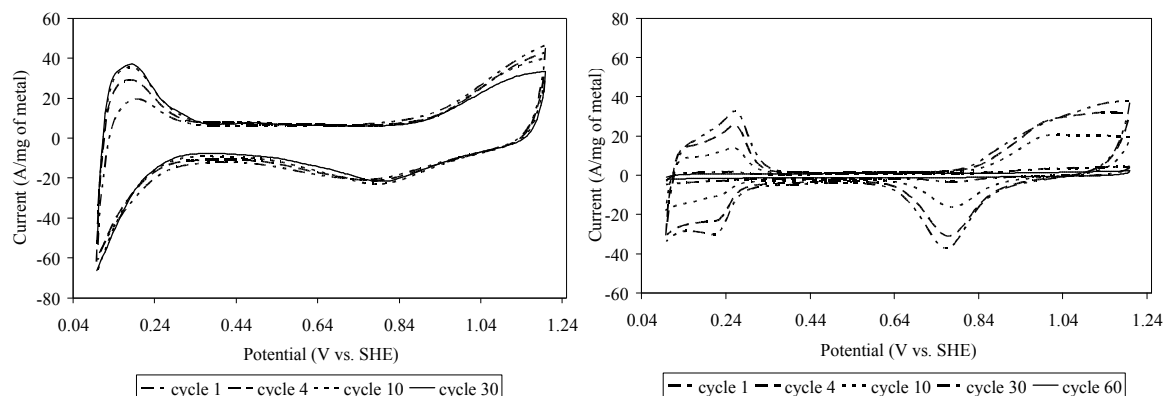 60
40
20
0
-20
-40
-60
-80
Current (A/mg of metal)
0.04 0.24 0.44 0.64 0.84 1.04 1.24
Potential (V vs. SHE)
cycle 1 cycle 4 cycle 10 cycle 30
80
60
40
20
0
-20
-40
-60
Current (A/mg of metal)
0.04 0.24 0.44 0.64 0.84 1.04 1.24
Potential (V vs. SHE)
cycle 1 cycle 4 cycle 10 cycle 30 cycle 60